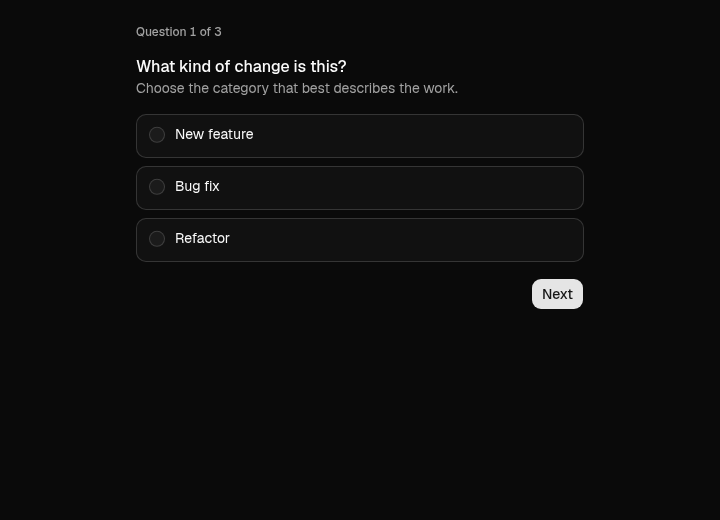 Question 1 of 3
What kind of change is this?
Choose the category that best describes the work.
New feature
Bug fix
Refactor
Next